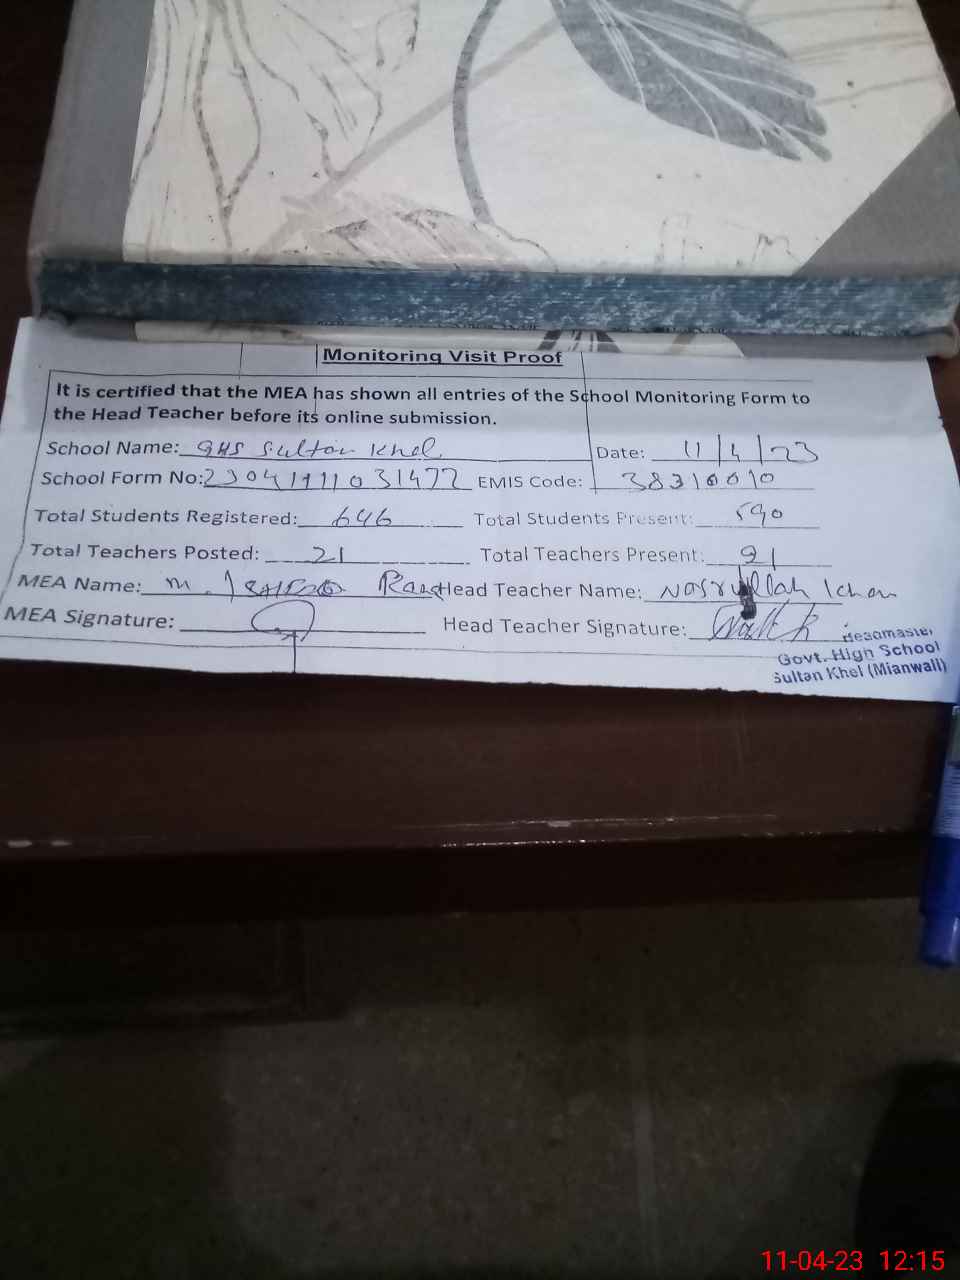 Monitoring Visit Proof
It is certified that the MEA has shown all entries of the School Monitoring Form to
the Head Teacher before its online submission.
School Name: GHS Sultan Khel Date: 11/4/23
School Form No: EMIS Code: 38310010
Total Students Registered: 646 Total Students Present: 590
Total Teachers Posted: 21 Total Teachers Present: 21
MEA Name: M. Head Teacher Name: Nasrullah Khan
MEA Signature: Head Teacher Signature:
Headmaster
Govt. High School
Sultan Khel (Mianwali)
11-04-23 12:15